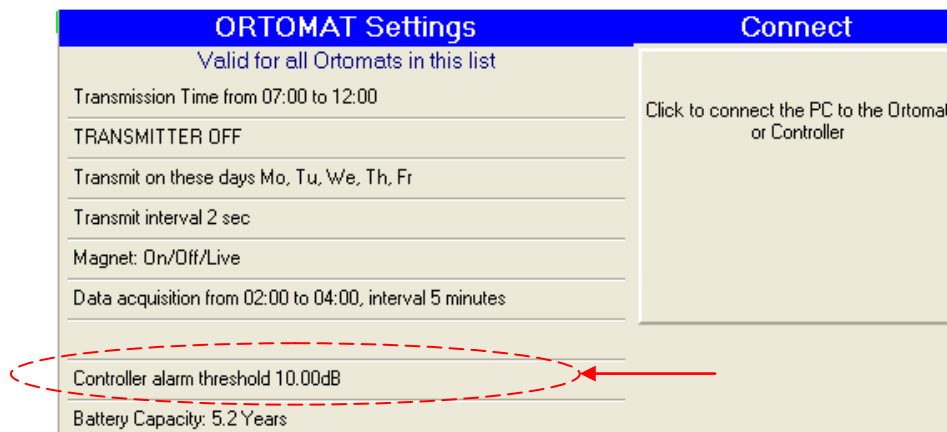 ORTOMAT Settings
Valid for all Ortomats in this list
Transmission Time from 07:00 to 12:00
TRANSMITTER OFF
Transmit on these days Mo, Tu, We, Th, Fr
Transmit interval 2 sec
Magnet: On/Off/Live
Data acquisition from 02:00 to 04:00, interval 5 minutes
Controller alarm threshold 10.00dB
Battery Capacity: 5.2 Years
Connect
Click to connect the PC to the Ortomat
or Controller